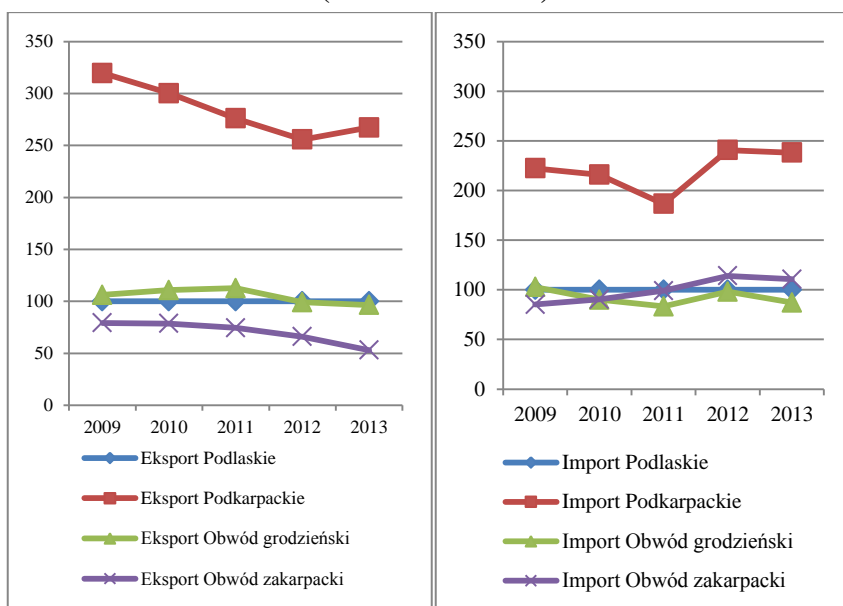 350
300
250
200
150
100
50
0
2009 2010 2011 2012 2013
Eksport Podlaskie
Eksport Podkarpackie
Eksport Obwód grodzieński
Eksport Obwód zakarpacki
350
300
250
200
150
100
50
0
2009 2010 2011 2012 2013
Import Podlaskie
Import Podkarpackie
Import Obwód grodzieński
Import Obwód zakarpacki